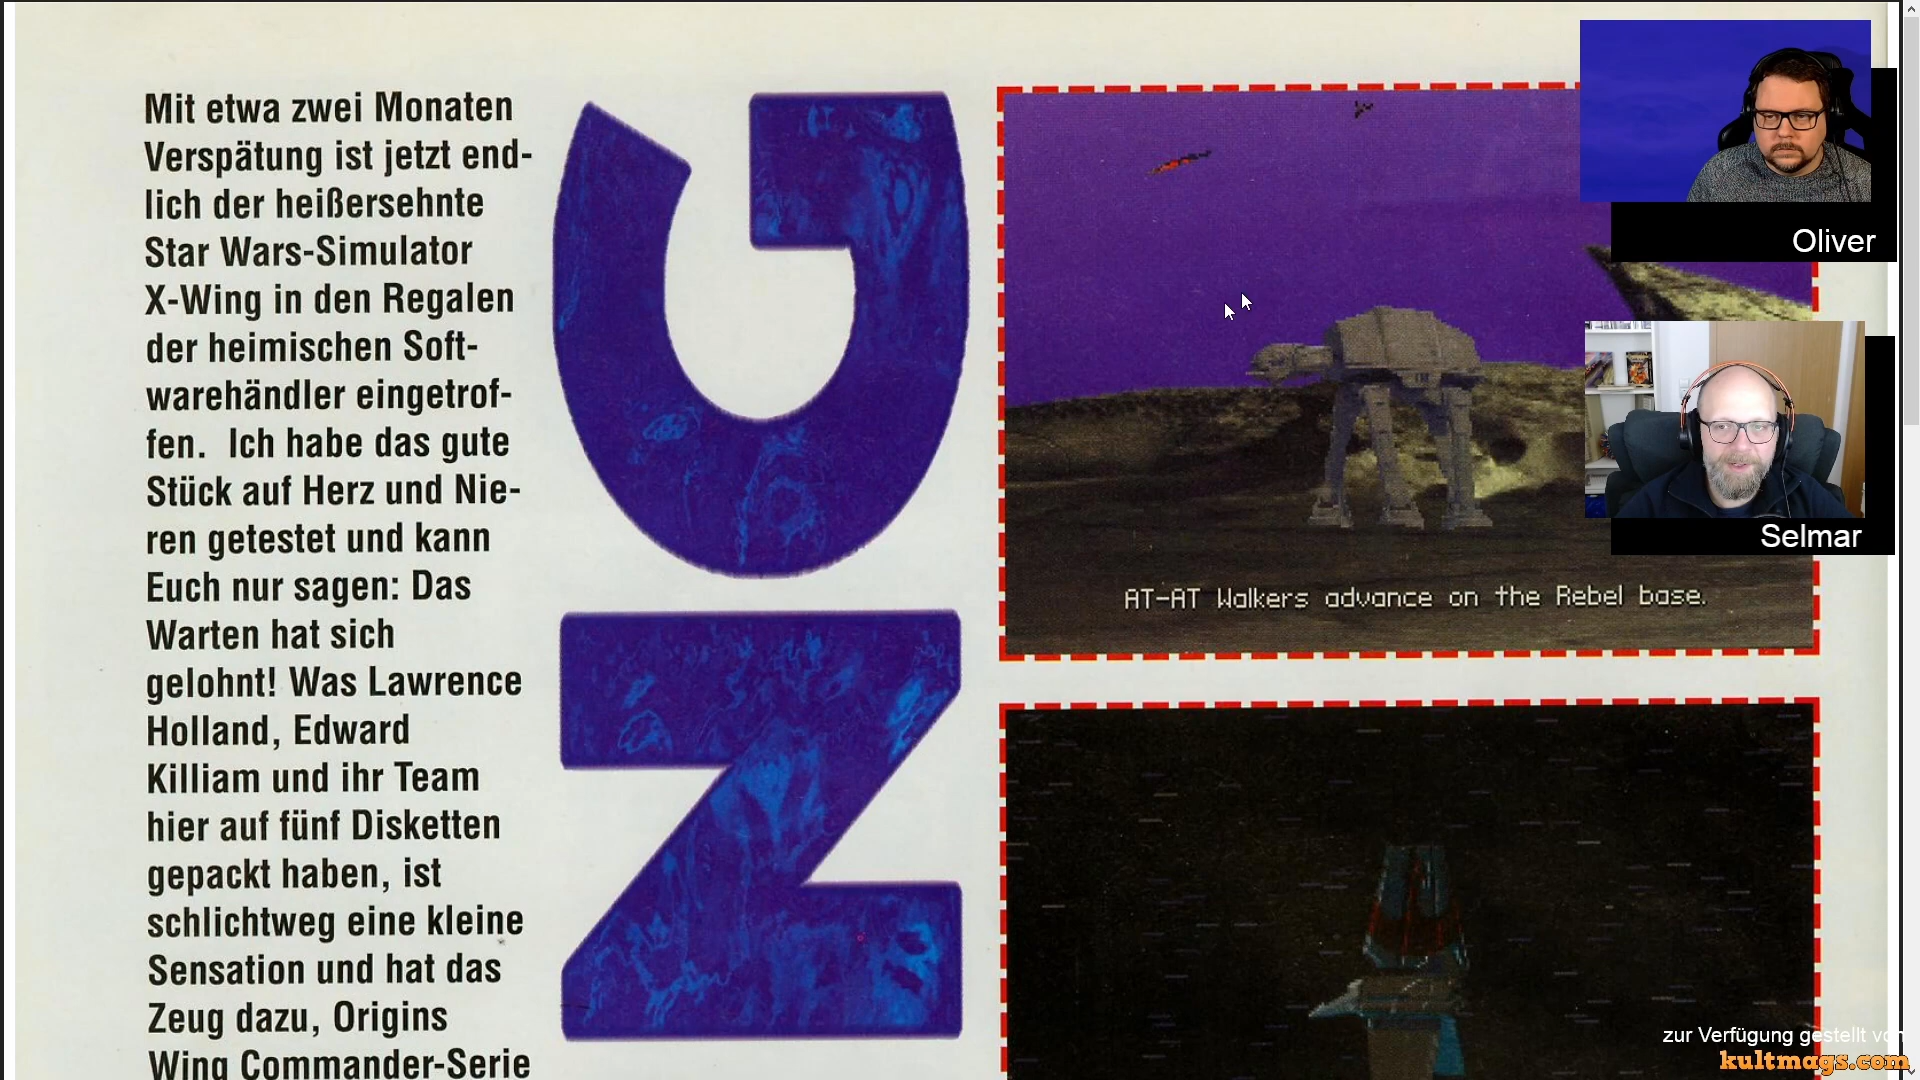 Mit etwa zwei Monaten
Verspätung ist jetzt end-
lich der heißersehnte
Star Wars-Simulator
X-Wing in den Regalen
der heimischen Soft-
warehändler eingetrof-
fen. Ich habe das gute
Stück auf Herz und Nie-
ren getestet und kann
Euch nur sagen: Das
Warten hat sich
gelohnt! Was Lawrence
Holland, Edward
Killiam und ihr Team
hier auf fünf Disketten
gepackt haben, ist
schlichtweg eine kleine
Sensation und hat das
Zeug dazu, Origins
Wing Commander-Serie
G
N
AT-AT Walkers advance on the Rebel base.
Oliver
Selmar
zur Verfügung gestellt von
kultmags.com